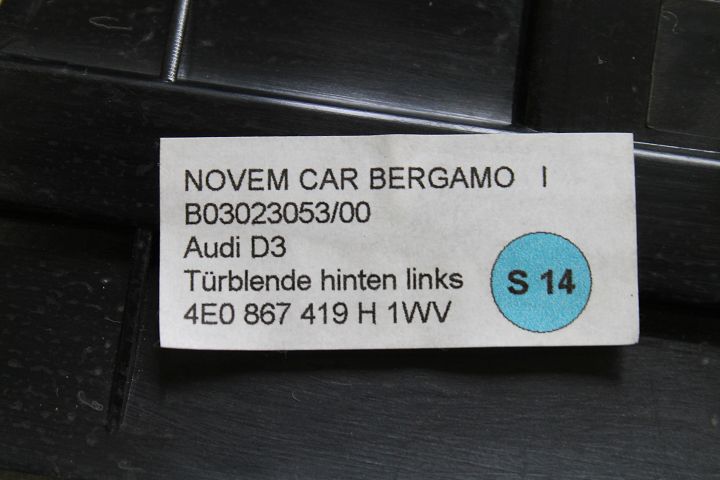 NOVEM CAR BERGAMO I
B03023053/00
Audi D3
Türblende hinten links
4E0 867 419 H 1WV
S 14